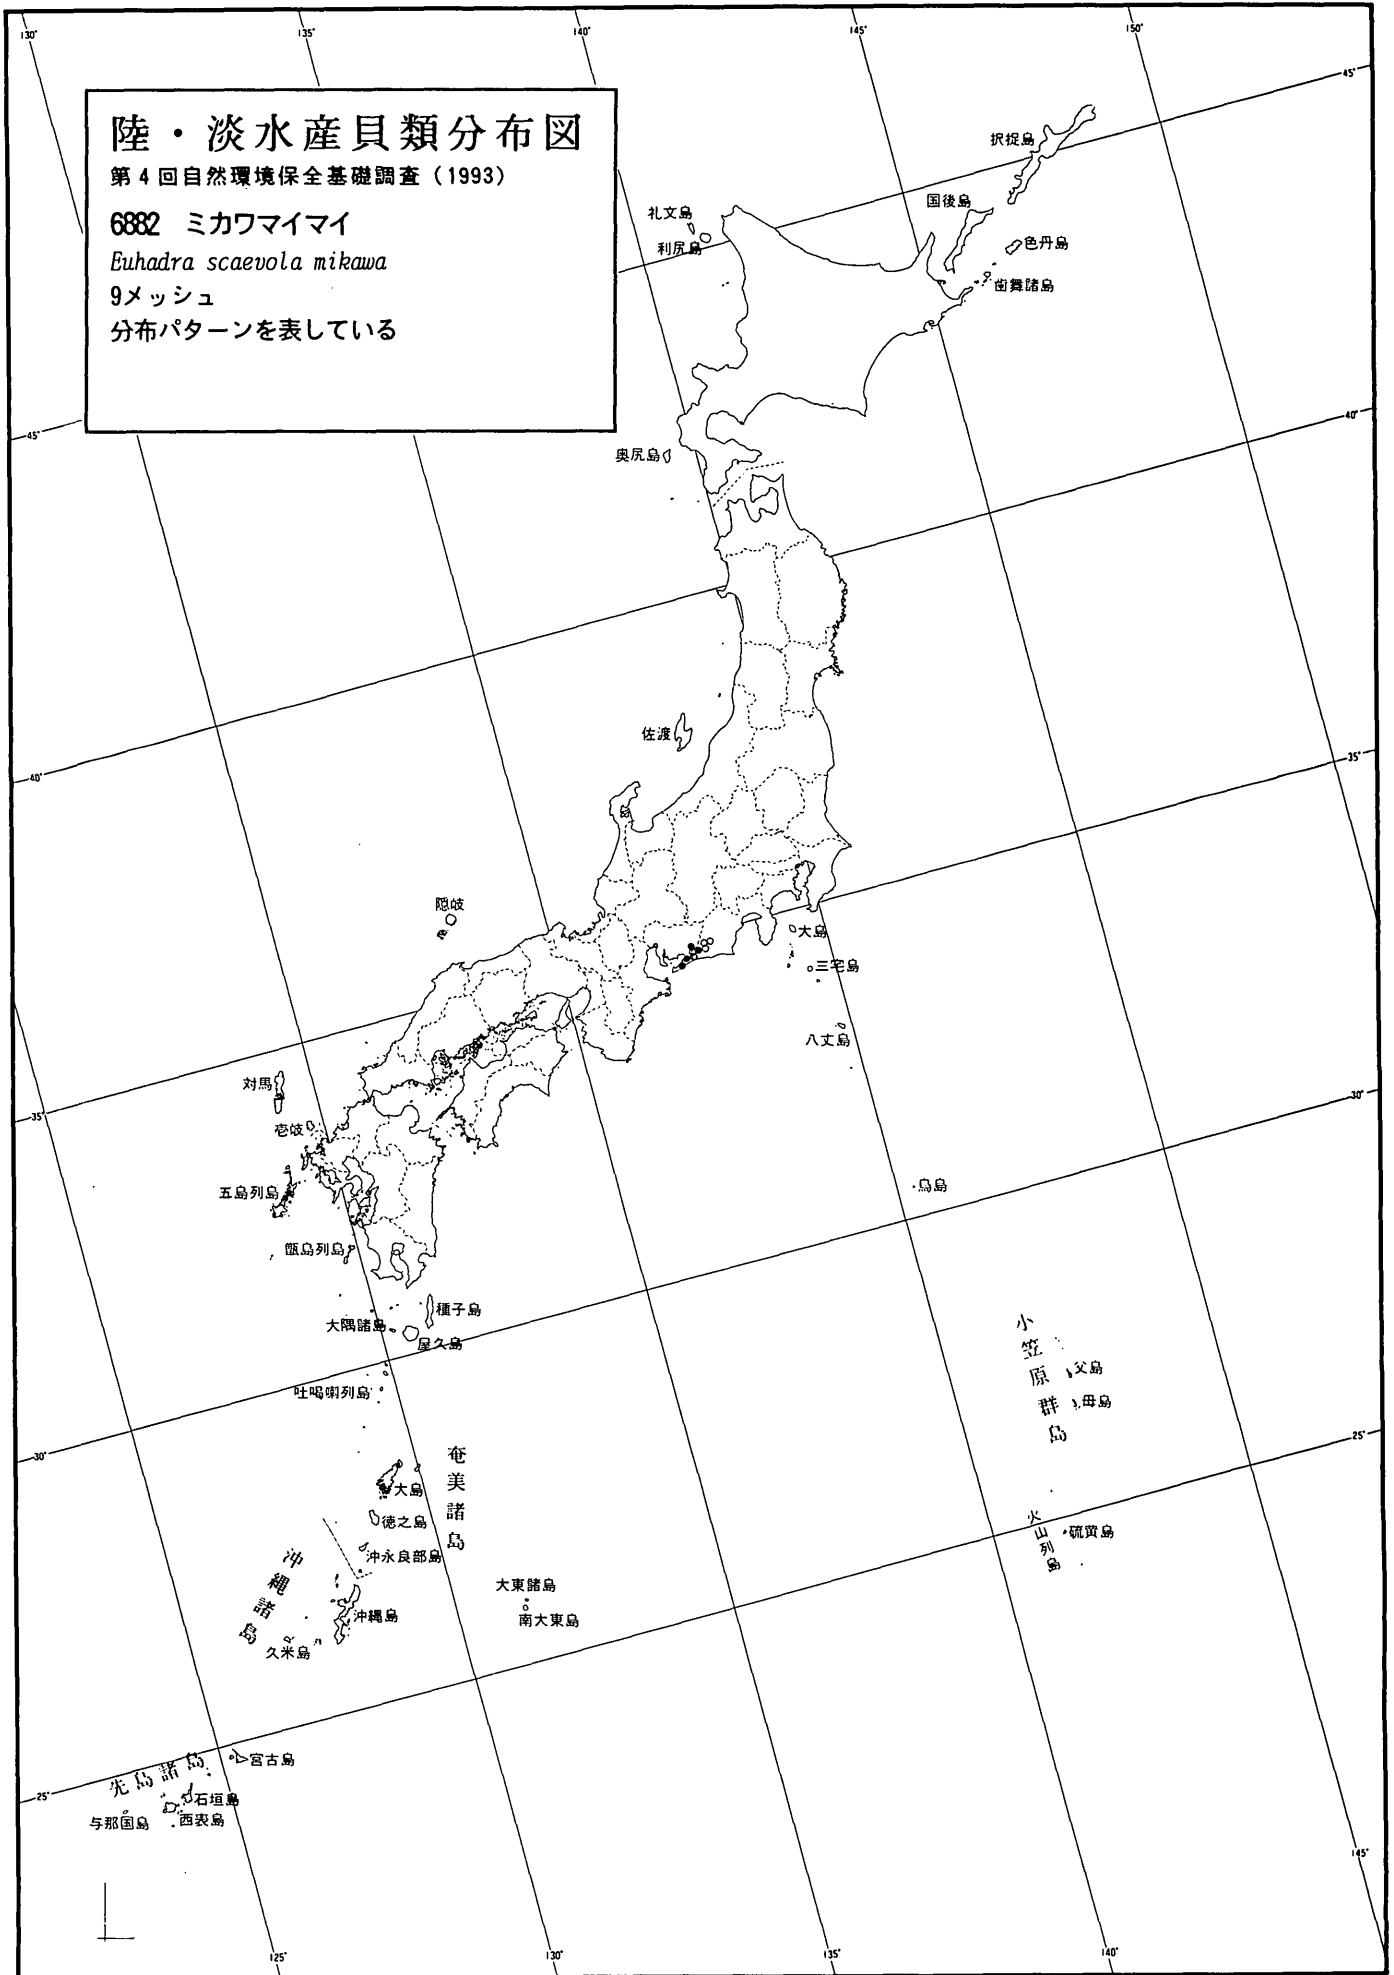 130°
135°
140°
145°
150°
陸・淡水産貝類分布図
第4回自然環境保全基礎調査（1993）
6882 ミカワマイマイ
Euhadra scaevola mikawa
9メッシュ
分布パターンを表している
45°
択捉島
国後島
礼文島
利尻島
色丹島
歯舞諸島
40°
45°
奥尻島
佐渡
35°
40°
隠岐
大島
三宅島
八丈島
対馬
壱岐
35°
30°
五島列島
鳥島
甑島列島
種子島
大隅諸島
屋久島
吐噶喇列島
小笠原群島
父島
母島
25°
30°
奄美諸島
大島
徳之島
沖永良部島
火山列島
硫黄島
沖縄諸島
大東諸島
南大東島
沖縄島
久米島
先島諸島
宮古島
石垣島
西表島
与那国島
25°
145°
125°
130°
135°
140°